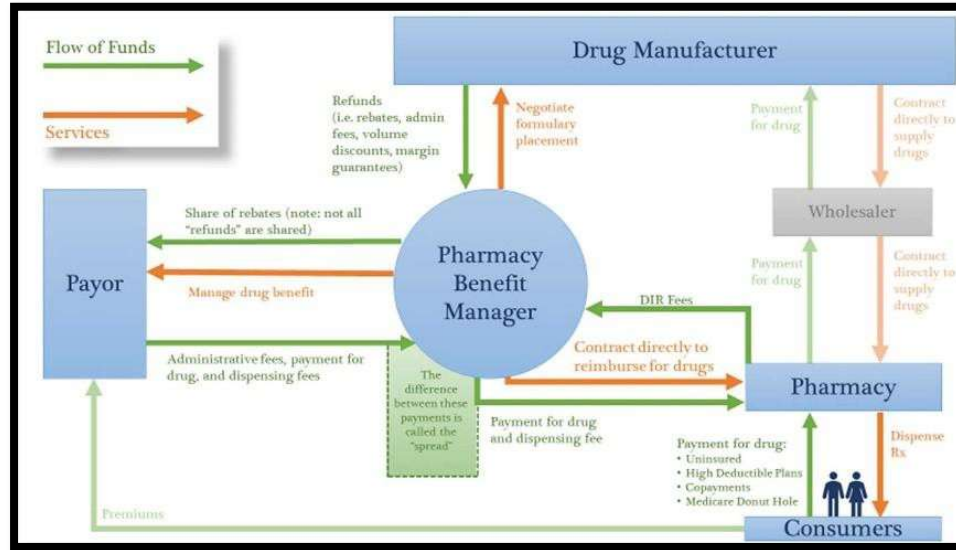 Flow of Funds
Services
Drug Manufacturer
Refunds
(i.e. rebates, admin
fees, volume
discounts, margin
guarantees)
Negotiate
formulary
placement
Payment
for drug
Contract
directly to
supply
drugs
Wholesaler
Share of rebates (note: not all
"refunds" are shared)
Payor
Manage drug benefit
Pharmacy
Benefit
Manager
Payment
for drug
Contract
directly to
supply
drugs
DIR Fees
Administrative fees, payment for
drug, and dispensing fees
The
difference
between these
payments is
called the
"spread"
Contract directly to
reimburse for drugs
Pharmacy
Payment for drug
and dispensing fee
Payment for drug:
• Uninsured
• High Deductible Plans
• Copayments
• Medicare Donut Hole
Dispense
Rx
Premiums
Consumers